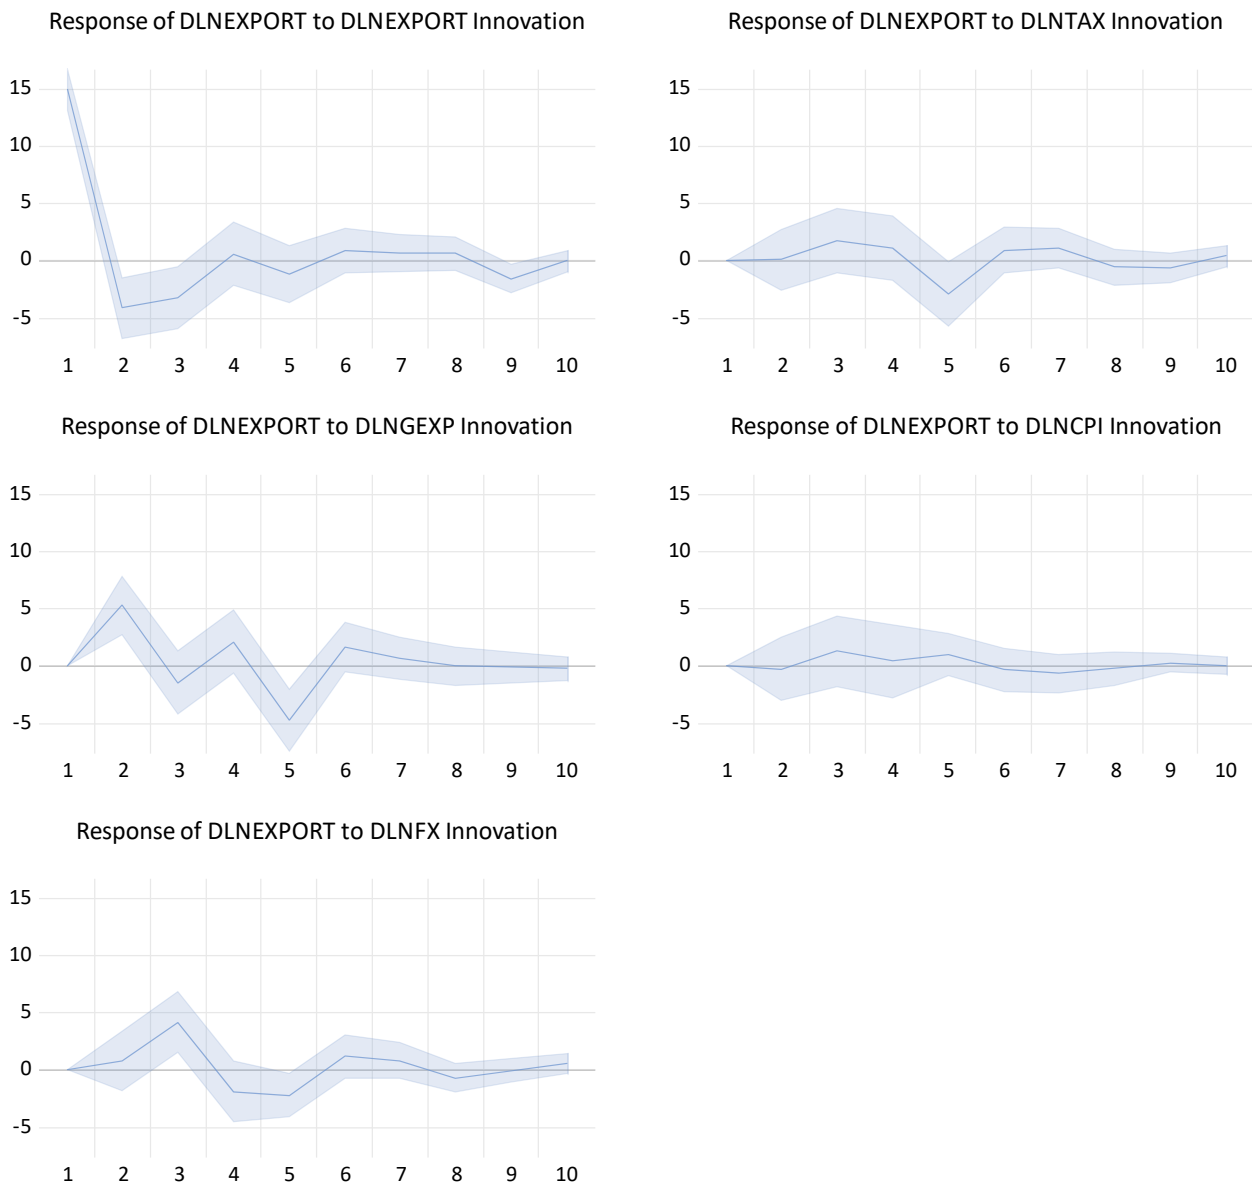 Response of DLNEXPORT to DLNEXPORT Innovation
15
10
5
0
-5
1 2 3 4 5 6 7 8 9 10
Response of DLNEXPORT to DLNTAX Innovation
15
10
5
0
-5
1 2 3 4 5 6 7 8 9 10
Response of DLNEXPORT to DLNGEXP Innovation
15
10
5
0
-5
1 2 3 4 5 6 7 8 9 10
Response of DLNEXPORT to DLNCPI Innovation
15
10
5
0
-5
1 2 3 4 5 6 7 8 9 10
Response of DLNEXPORT to DLNFX Innovation
15
10
5
0
-5
1 2 3 4 5 6 7 8 9 10